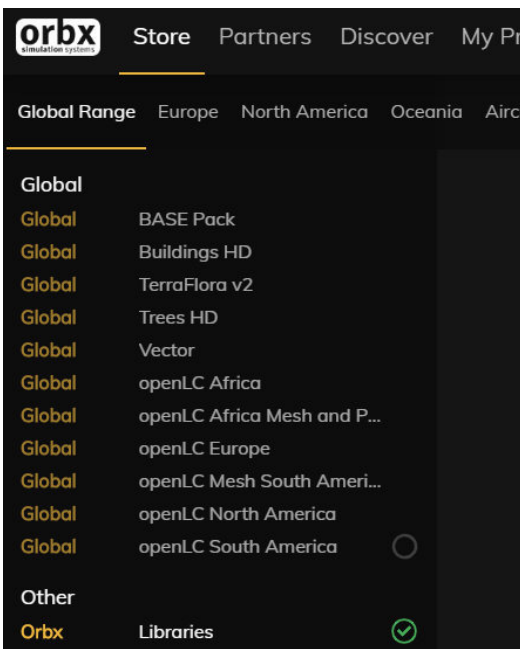 orbx Store Partners Discover My Pr
simulation systems
Global Range Europe North America Oceania Airc
Global
Global BASE Pack
Global Buildings HD
Global TerraFlora v2
Global Trees HD
Global Vector
Global openLC Africa
Global openLC Africa Mesh and P...
Global openLC Europe
Global openLC Mesh South Ameri...
Global openLC North America
Global openLC South America
Other
Orbx Libraries